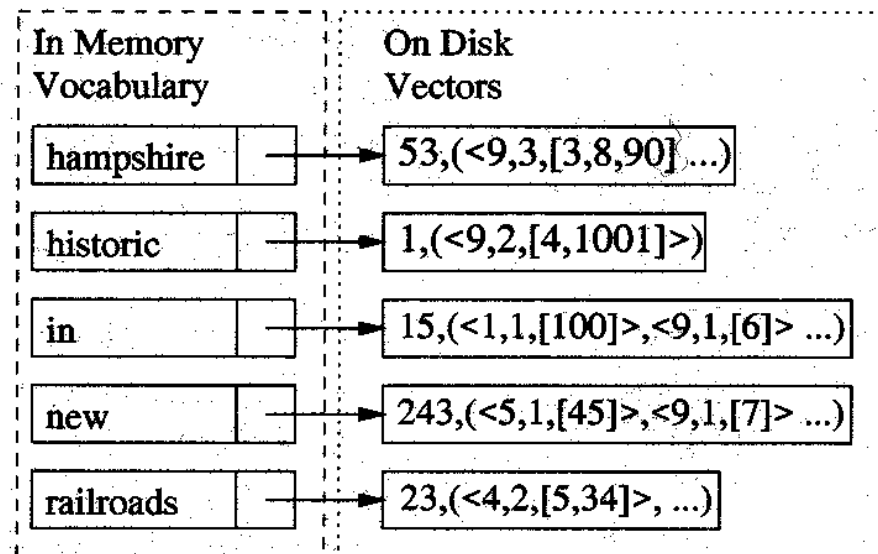 In Memory
Vocabulary
On Disk
Vectors
hampshire
53,(<9,3,[3,8,90] ...)
historic
1,(<9,2,[4,1001]>)
in
15,(<1,1,[100]>,<9,1,[6]> ...)
new
243,(<5,1,[45]>,<9,1,[7]> ...)
railroads
23,(<4,2,[5,34]>, ...)